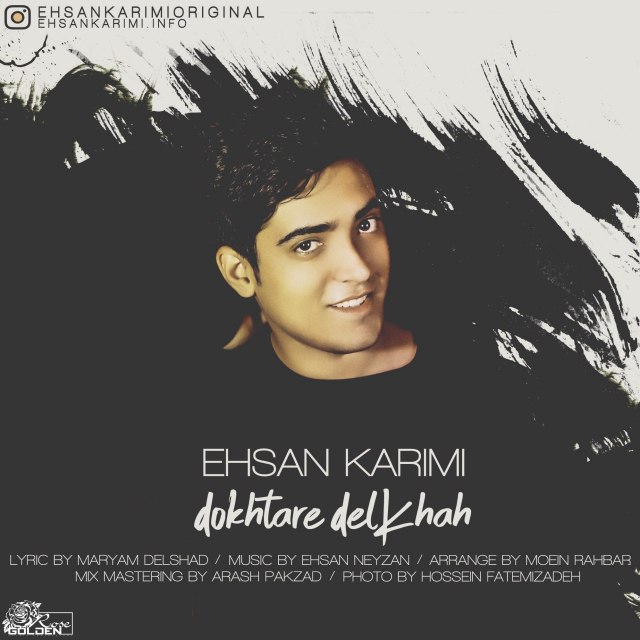 EHSANKARIMIORIGINAL
EHSANKARIMI.INFO
EHSAN KARIMI
dokhtare delkhah
LYRIC BY MARYAM DELSHAD / MUSIC BY EHSAN NEYZAN / ARRANGE BY MOEIN RAHBAR
MIX MASTERING BY ARASH PAKZAD / PHOTO BY HOSSEIN FATEMIZADEH
Rose
GOLDEN